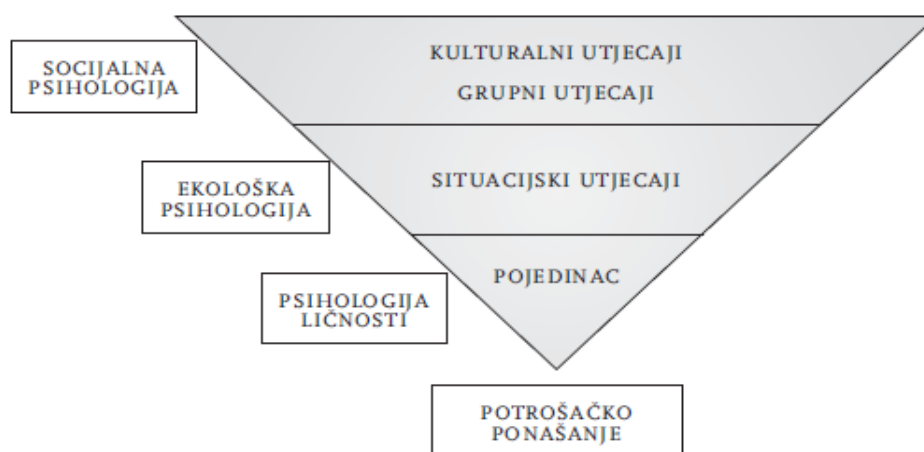 KULTURALNI UTJECAJI
GRUPNI UTJECAJI
SOCIJALNA
PSIHOLOGIJA
SITUACIJSKI UTJECAJI
EKOLOŠKA
PSIHOLOGIJA
POJEDINAC
PSIHOLOGIJA
LIČNOSTI
POTROŠAČKO
PONAŠANJE